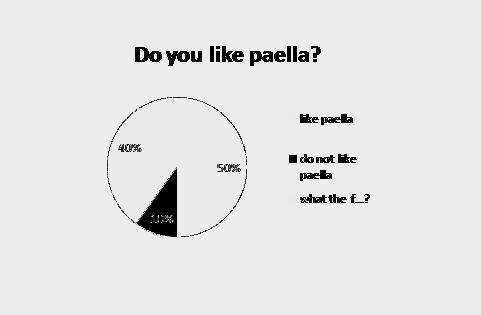 Do you like paella?
like paella
40%
do not like
50%
paella
what the f...?
10%